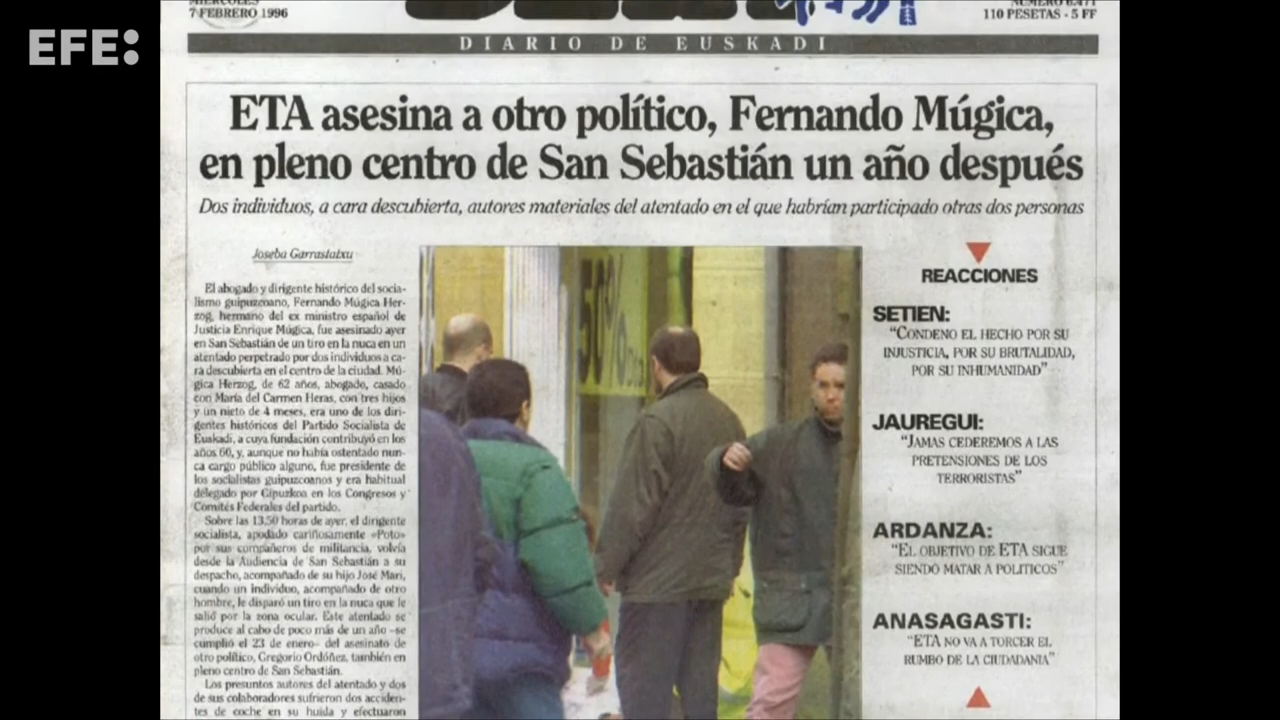 EFE:
MIÉRCOLES
7 FEBRERO 1996
NÚMERO 6.471
110 PESETAS - 5 FF
DIARIO DE EUSKADI
ETA asesina a otro político, Fernando Múgica,
en pleno centro de San Sebastián un año después
Dos individuos, a cara descubierta, autores materiales del atentado en el que habrían participado otras dos personas
Joseba Garrastatxu
El abogado y dirigente histórico del socia-
lismo guipuzcoano, Fernando Múgica Her-
zog, hermano del ex ministro español de
Justicia Enrique Múgica, fue asesinado ayer
en San Sebastián de un tiro en la nuca en un
atentado perpetrado por dos individuos a ca-
ra descubierta en el centro de la ciudad. Mú-
gica Herzog, de 62 años, abogado, casado
con María del Carmen Heras, con tres hijos
y un nieto de 4 meses, era uno de los diri-
gentes históricos del Partido Socialista de
Euskadi, a cuya fundación contribuyó en los
años 60, y, aunque no había ostentado nun-
ca cargo público alguno, fue presidente de
los socialistas guipuzcoanos y era habitual
delegado por Gipuzkoa en los Congresos y
Comités Federales del partido.
Sobre las 13,50 horas de ayer, el dirigente
socialista, apodado cariñosamente «Poto»
por sus compañeros de militancia, volvía
desde la Audiencia de San Sebastián a su
despacho, acompañado de su hijo José Mari,
cuando un individuo, acompañado de otro
hombre, le disparó un tiro en la nuca que le
salió por la zona ocular. Este atentado se
produce al cabo de poco más de un año -se
cumplió el 23 de enero- del asesinato de
otro político, Gregorio Ordóñez, también en
pleno centro de San Sebastián.
Los presuntos autores del atentado y dos
de sus colaboradores sufrieron dos acciden-
tes de coche en su huida y efectuaron
50%
REACCIONES
SETIEN:
"CONDENO EL HECHO POR SU
INJUSTICIA, POR SU BRUTALIDAD,
POR SU INHUMANIDAD"
JAUREGUI:
"JAMAS CEDEREMOS A LAS
PRETENSIONES DE LOS
TERRORISTAS"
ARDANZA:
"EL OBJETIVO DE ETA SIGUE
SIENDO MATAR A POLITICOS"
ANASAGASTI:
"ETA NO VA A TORCER EL
RUMBO DE LA CIUDADANIA"